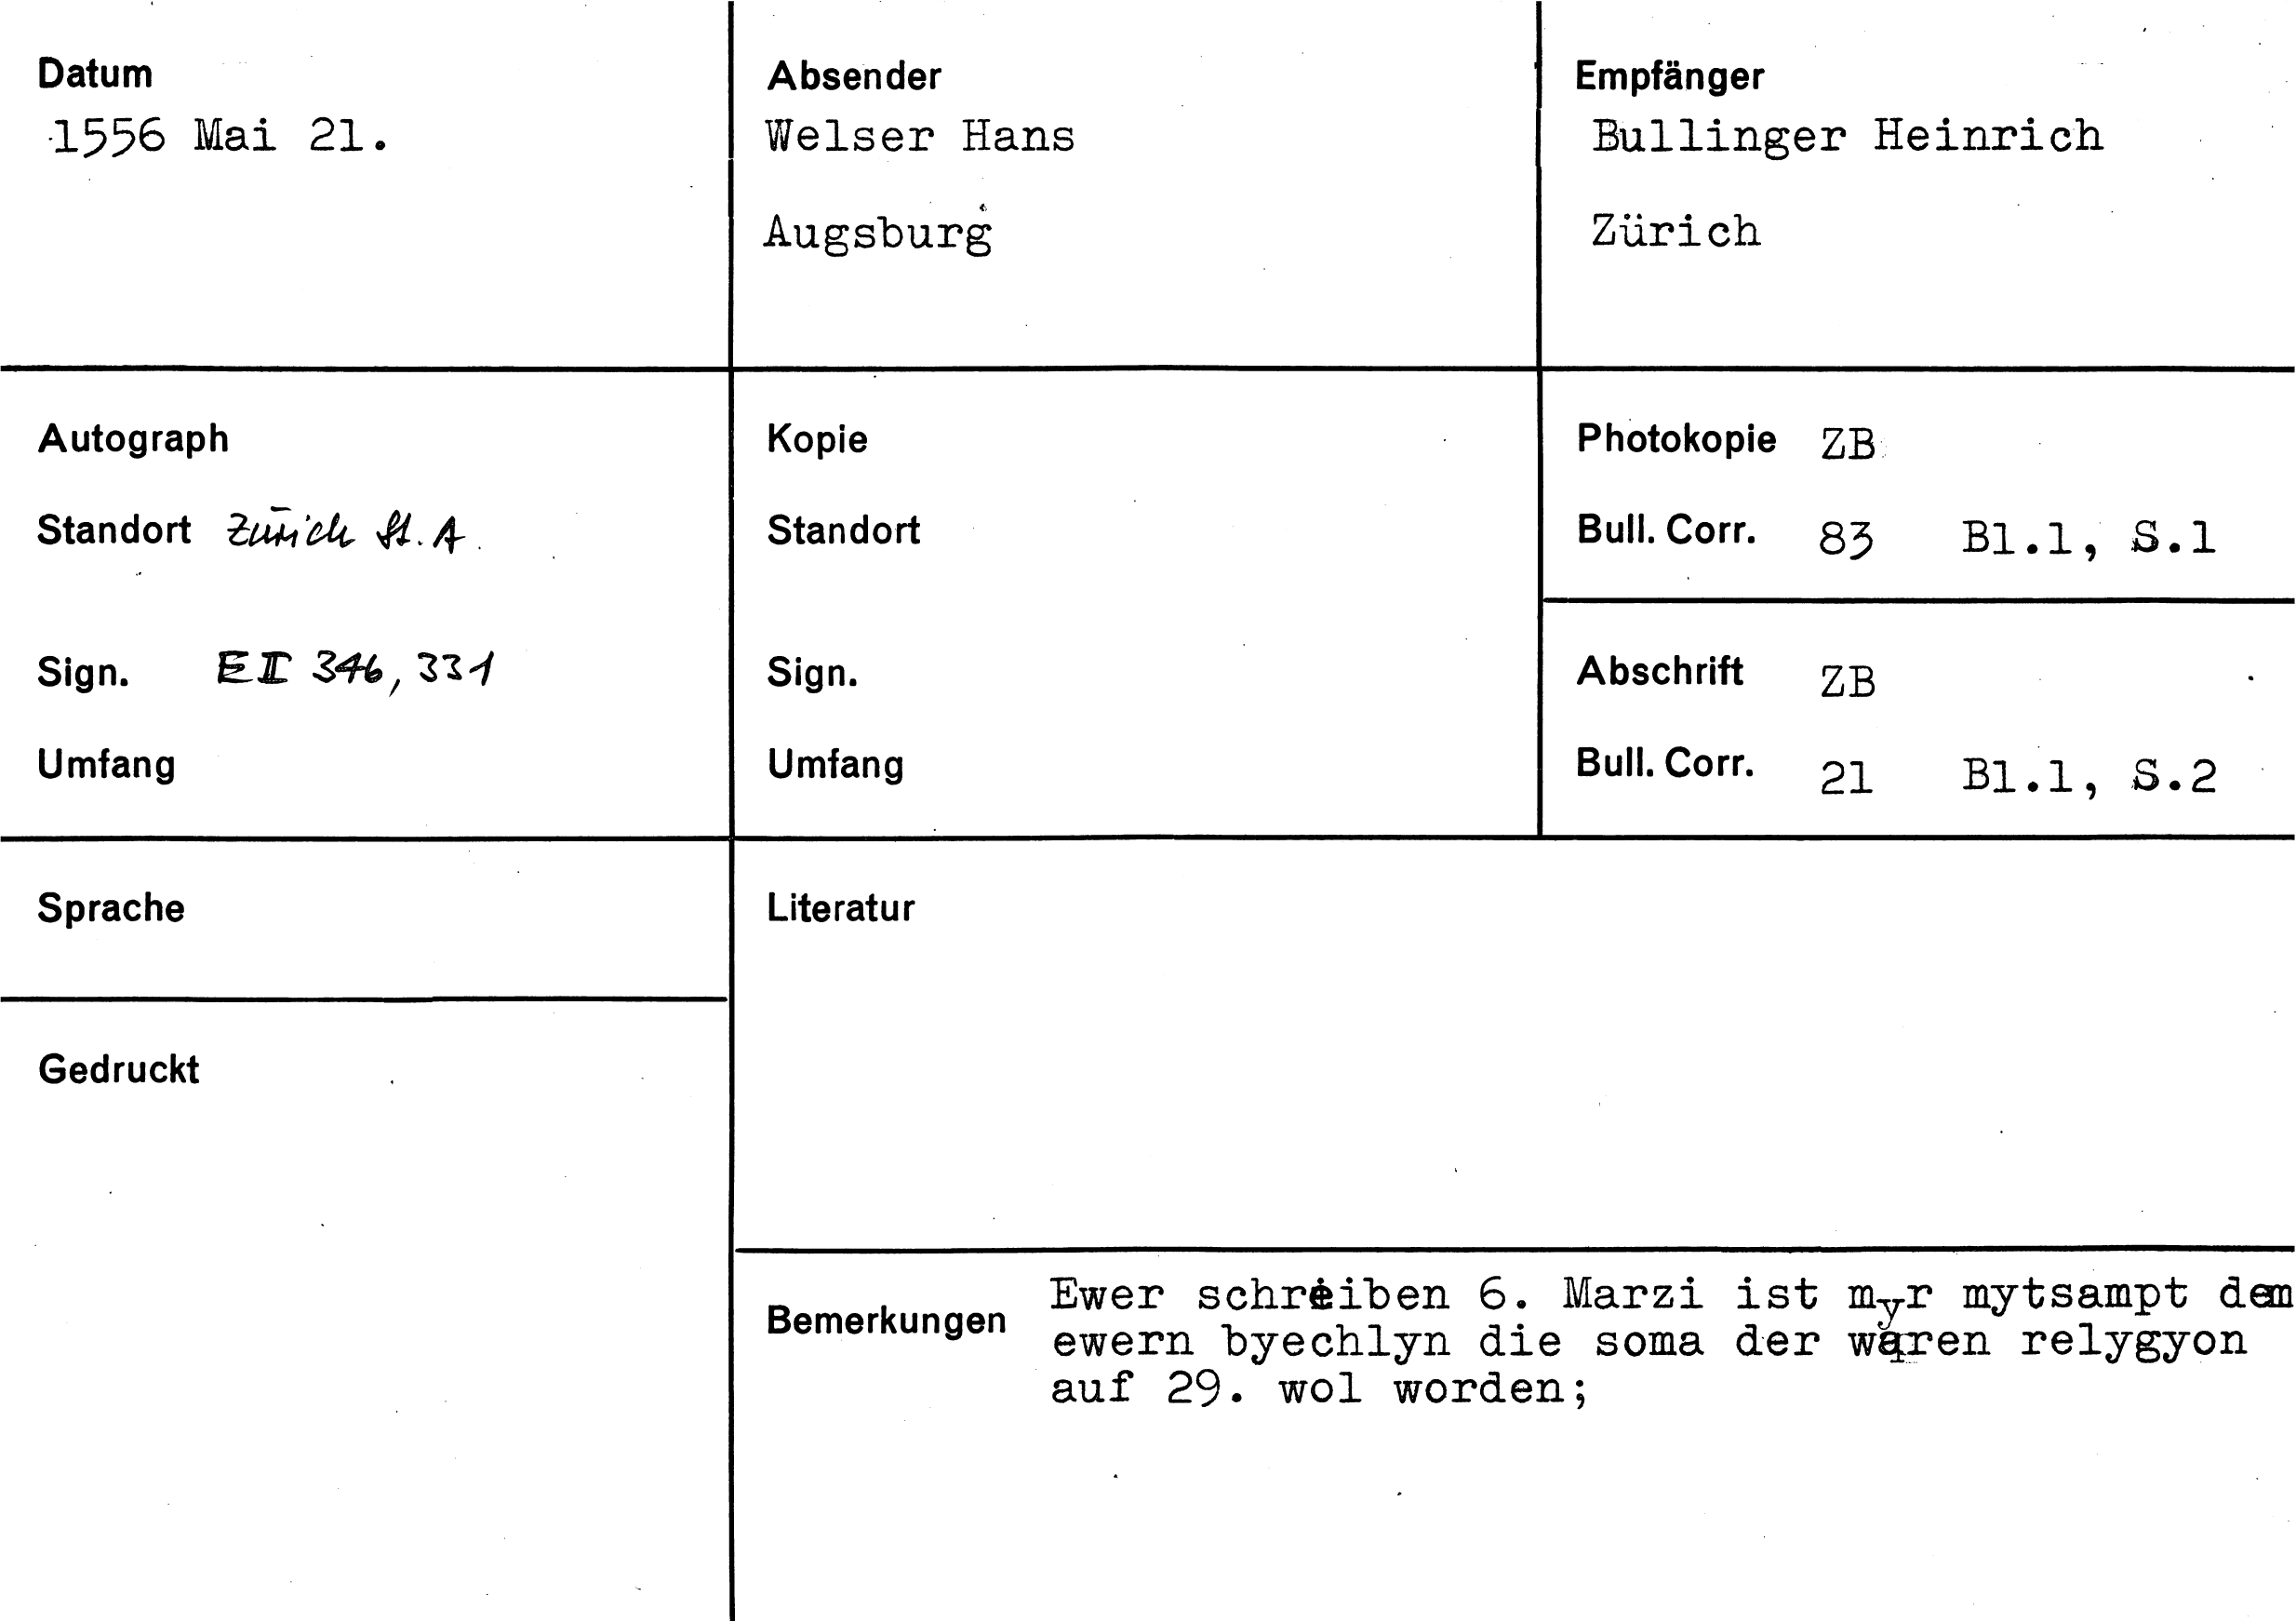 Datum
1556 Mai 21.
Absender
Welser Hans
Augsburg
Empfänger
Bullinger Heinrich
Zürich
Autograph
Standort Zürich St. A.
Sign. E II 346, 331
Umfang
Kopie
Standort
Sign.
Umfang
Photokopie ZB
Bull. Corr. 83 Bl.1, S.1
Abschrift ZB
Bull. Corr. 21 Bl.1, S.2
Sprache
Gedruckt
Literatur
Bemerkungen
Ewer schreiben 6. Marzi ist myr mytsampt dem
ewern byechlyn die soma der waren relygyon
auf 29. wol worden;